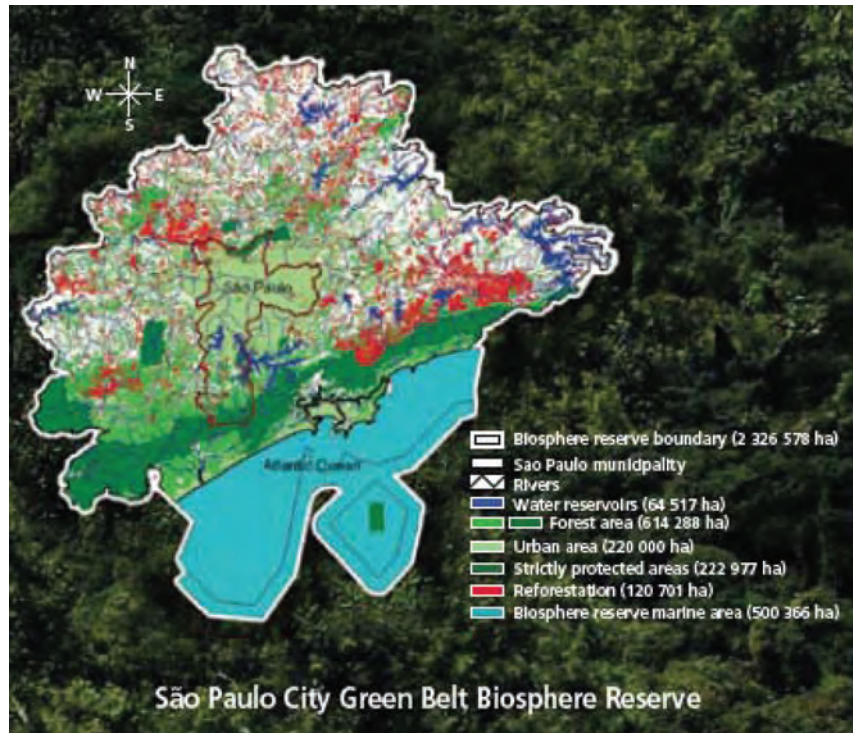 N
W E
S
São Paulo
Atlantic Ocean
Biosphere reserve boundary (2 326 578 ha)
Sao Paulo municipality
Rivers
Water reservoirs (64 517 ha)
Forest area (614 288 ha)
Urban area (220 000 ha)
Strictly protected areas (222 977 ha)
Reforestation (120 701 ha)
Biosphere reserve marine area (500 366 ha)
São Paulo City Green Belt Biosphere Reserve